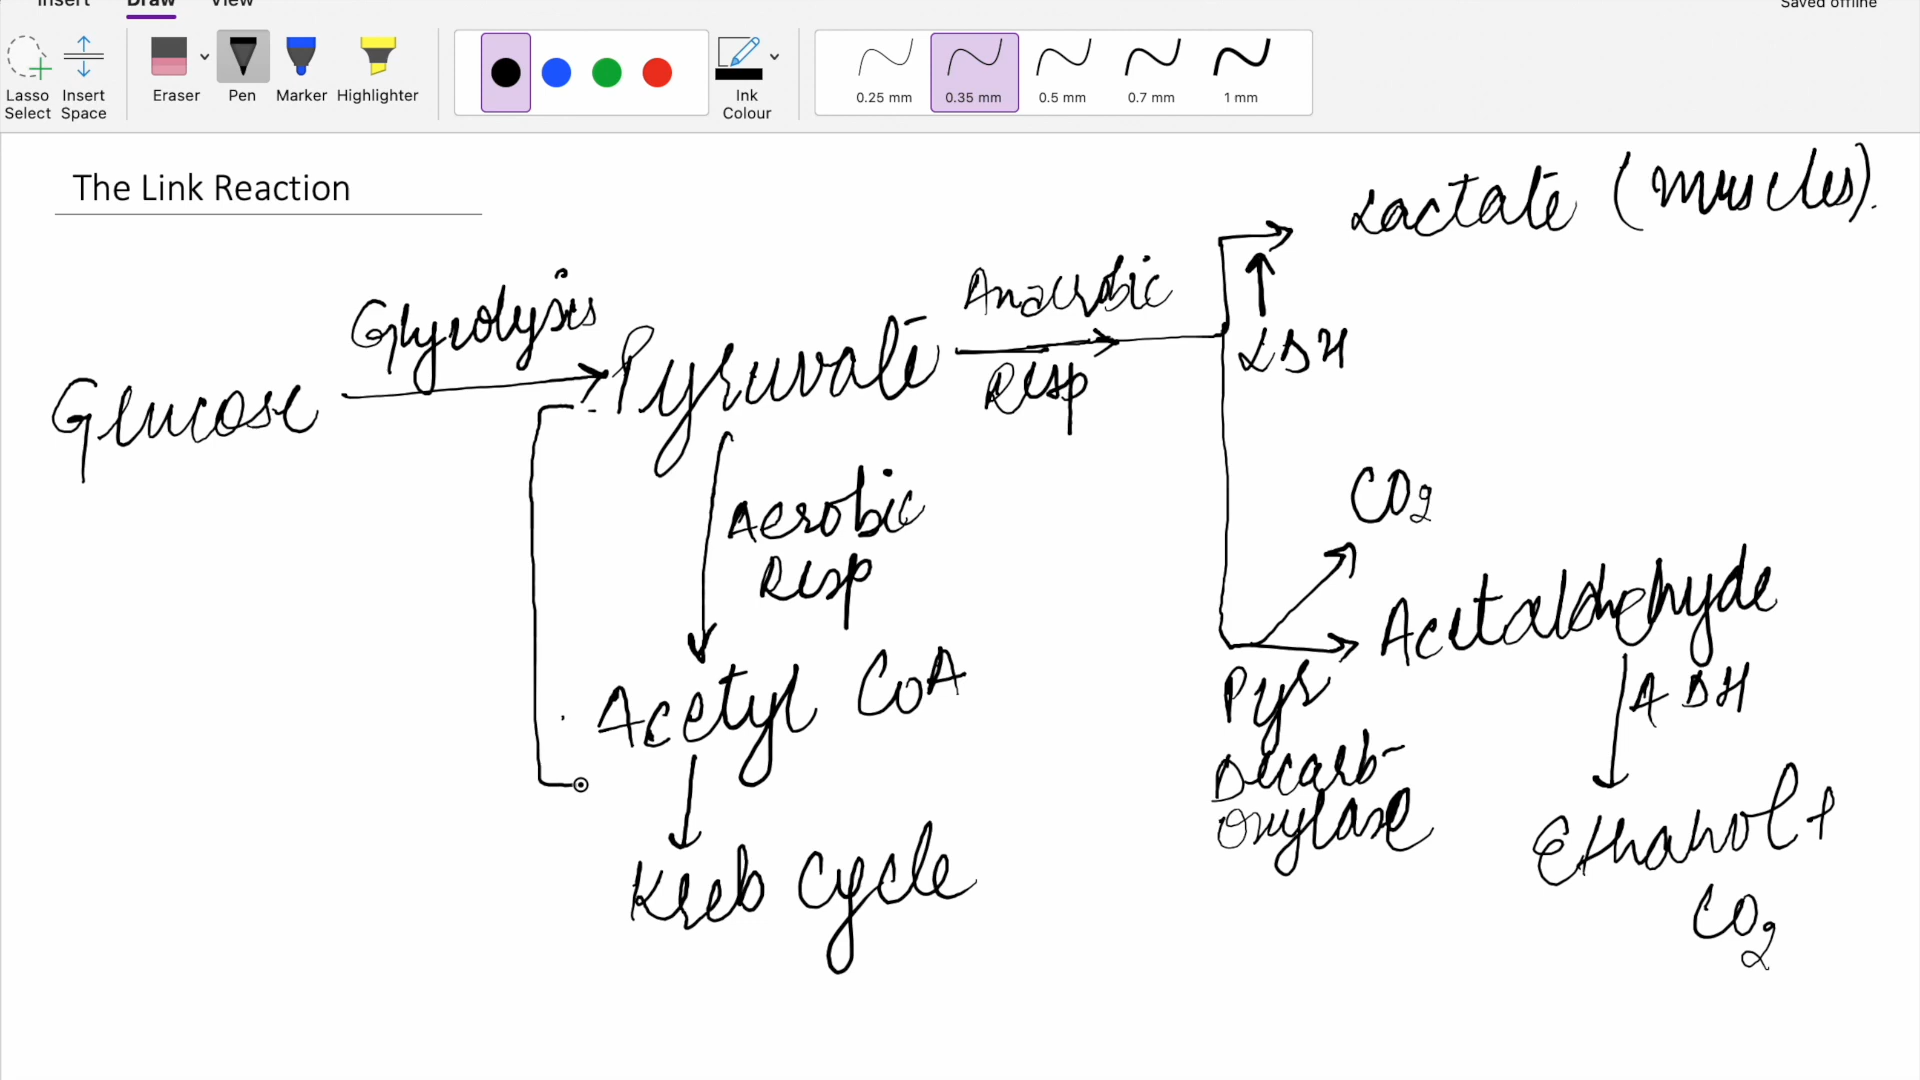 Insert Draw View Saved offline
Lasso Select
Insert Space
Eraser
Pen
Marker
Highlighter
Ink Colour
0.25 mm
0.35 mm
0.5 mm
0.7 mm
1 mm
The Link Reaction
Lactate (Muscles).
Glycolysis
Anaerobic
Glucose
Pyruvate
Resp
LDH
Aerobic
Resp
CO2
Acetaldehyde
Acetyl CoA
Pyr
Decarb-
oxylase
ADH
Kreb Cycle
Ethanol +
CO2